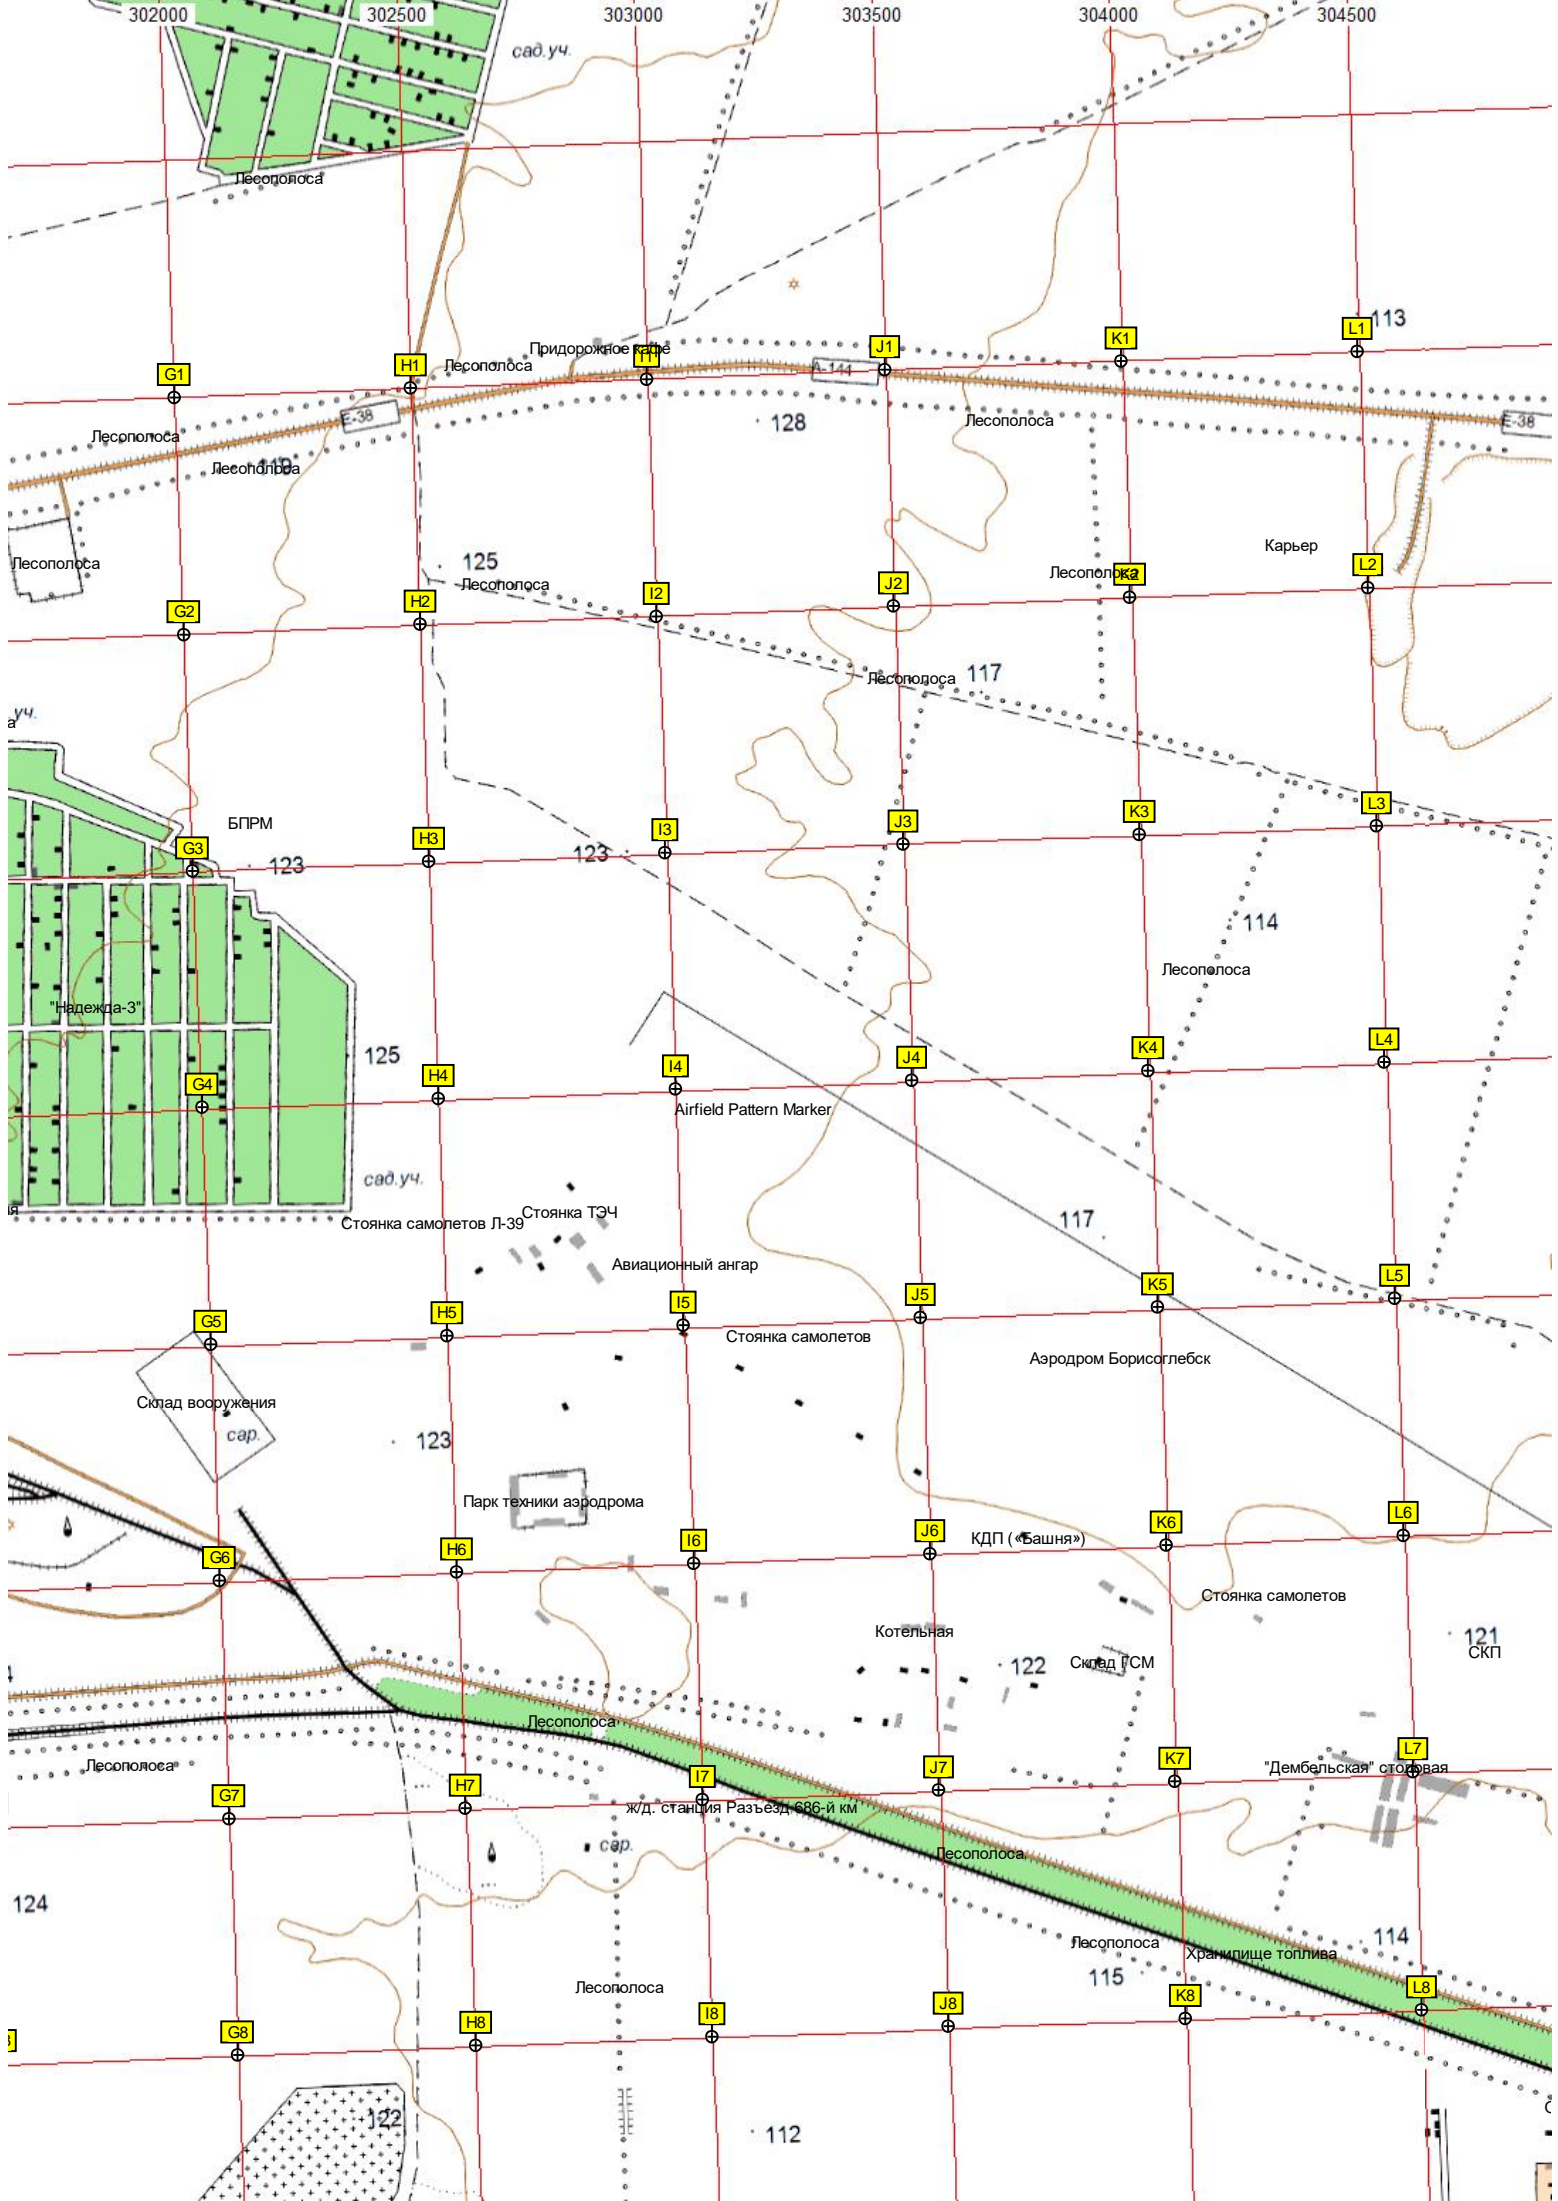 302000 302500 303000 303500 304000 304500
сад.уч.
Лесополоса
113
L1
K1
J1
Придорожное кафе
I1
H1
Лесополоса
G1
А-144
Е-38
128
Лесополоса
Е-38
Лесополоса
Лесополоса
119
Карьер
125
Лесополоса
L2
Лесополоса
K2
Лесополоса
J2
I2
H2
G2
117
Лесополоса
уч.
а
L3
БПРМ
K3
J3
I3
H3
G3
123
123
114
Лесополоса
"Надежда-3"
L4
K4
125
J4
I4
H4
G4
Airfield Pattern Marker
сад.уч.
ая
Стоянка ТЭЧ
Стоянка самолетов Л-39
117
Авиационный ангар
L5
K5
J5
I5
H5
G5
Стоянка самолетов
Аэродром Борисоглебск
Склад вооружения
сар.
123
Парк техники аэродрома
L6
K6
J6
КДП («Башня»)
I6
H6
G6
Стоянка самолетов
Котельная
121
СКП
122
Склад ГСМ
Лесополоса
L7
Лесополоса
"Дембельская" столовая
K7
J7
I7
H7
G7
ж/д. станция Разъезд 686-й км
сар.
Лесополоса
124
114
Лесополоса
Хранилище топлива
115
Лесополоса
L8
K8
J8
I8
H8
G8
122
112